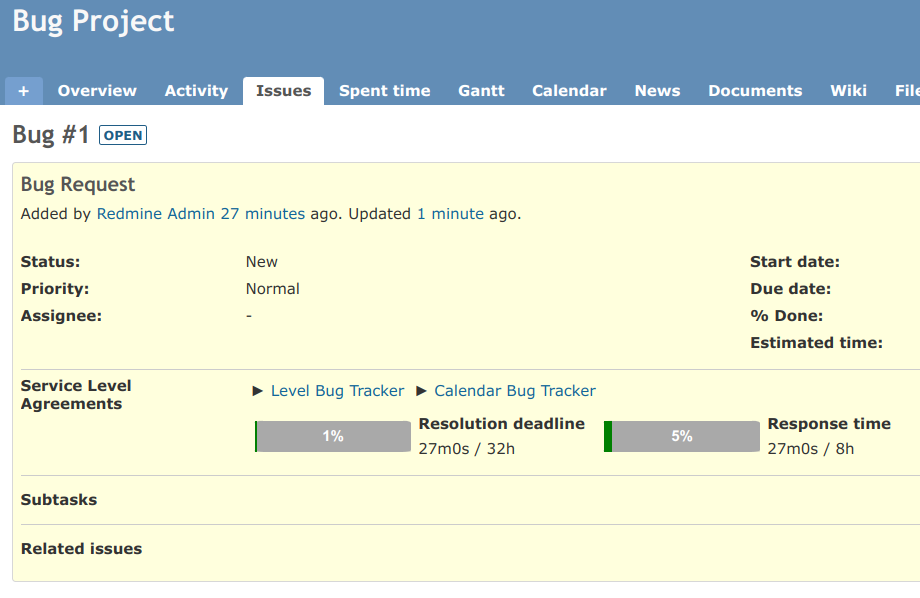 Bug Project
+ Overview Activity Issues Spent time Gantt Calendar News Documents Wiki File
Bug #1 OPEN
Bug Request
Added by Redmine Admin 27 minutes ago. Updated 1 minute ago.
Status: New Start date:
Priority: Normal Due date:
Assignee: - % Done:
Estimated time:
Service Level Agreements
► Level Bug Tracker ► Calendar Bug Tracker
1% Resolution deadline 5% Response time
27m0s / 32h 27m0s / 8h
Subtasks
Related issues